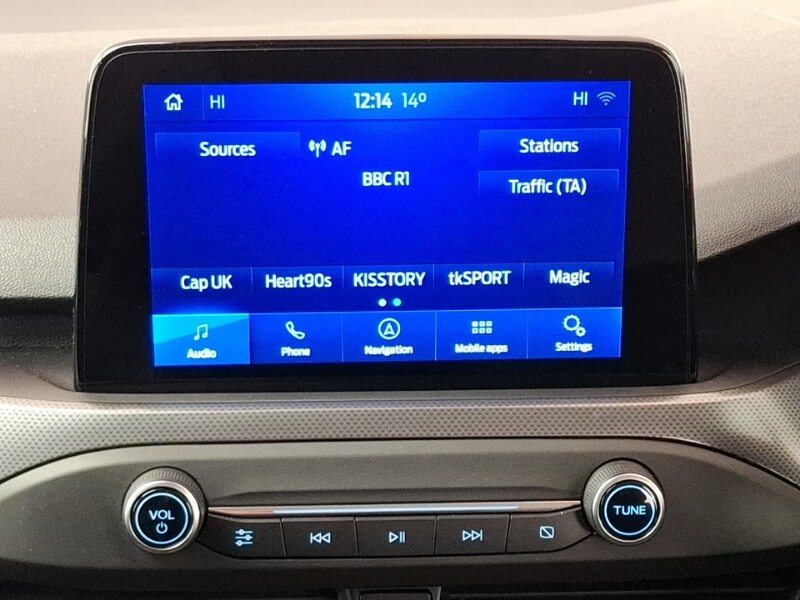 HI 12:14 14° HI
Sources AF Stations
BBC R1
Traffic (TA)
Cap UK Heart90s KISSTORY tkSPORT Magic
Audio Phone Navigation Mobile apps Settings
VOL TUNE